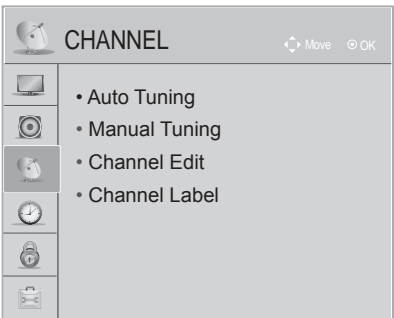 CHANNEL Move OK
• Auto Tuning
• Manual Tuning
• Channel Edit
• Channel Label